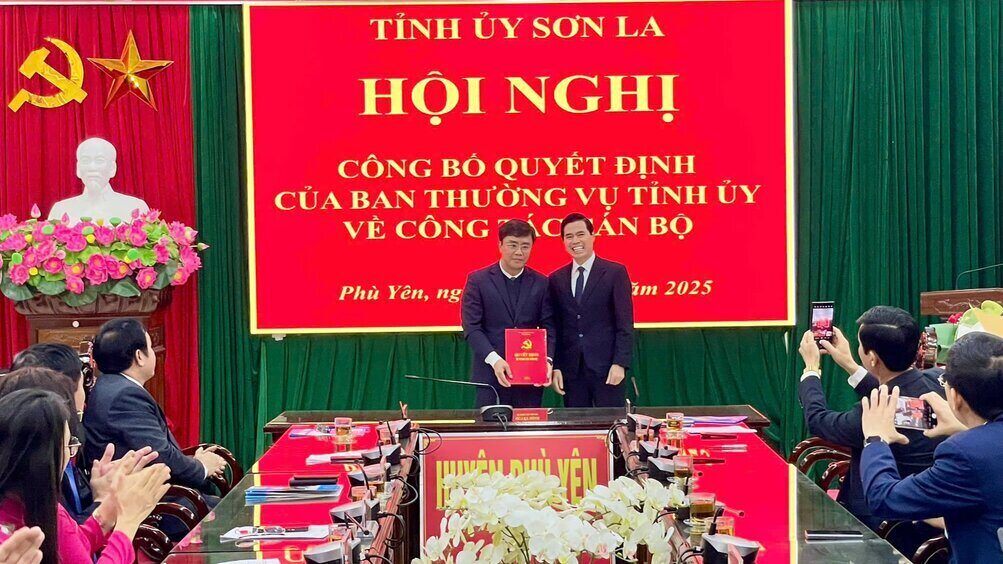 TỈNH ỦY SƠN LA
HỘI NGHỊ
CÔNG BỐ QUYẾT ĐỊNH
CỦA BAN THƯỜNG VỤ TỈNH ỦY
VỀ CÔNG BỘ
Phù Yên, 2025
QUYẾT ĐỊNH
HUYỆN PHÙ YÊN